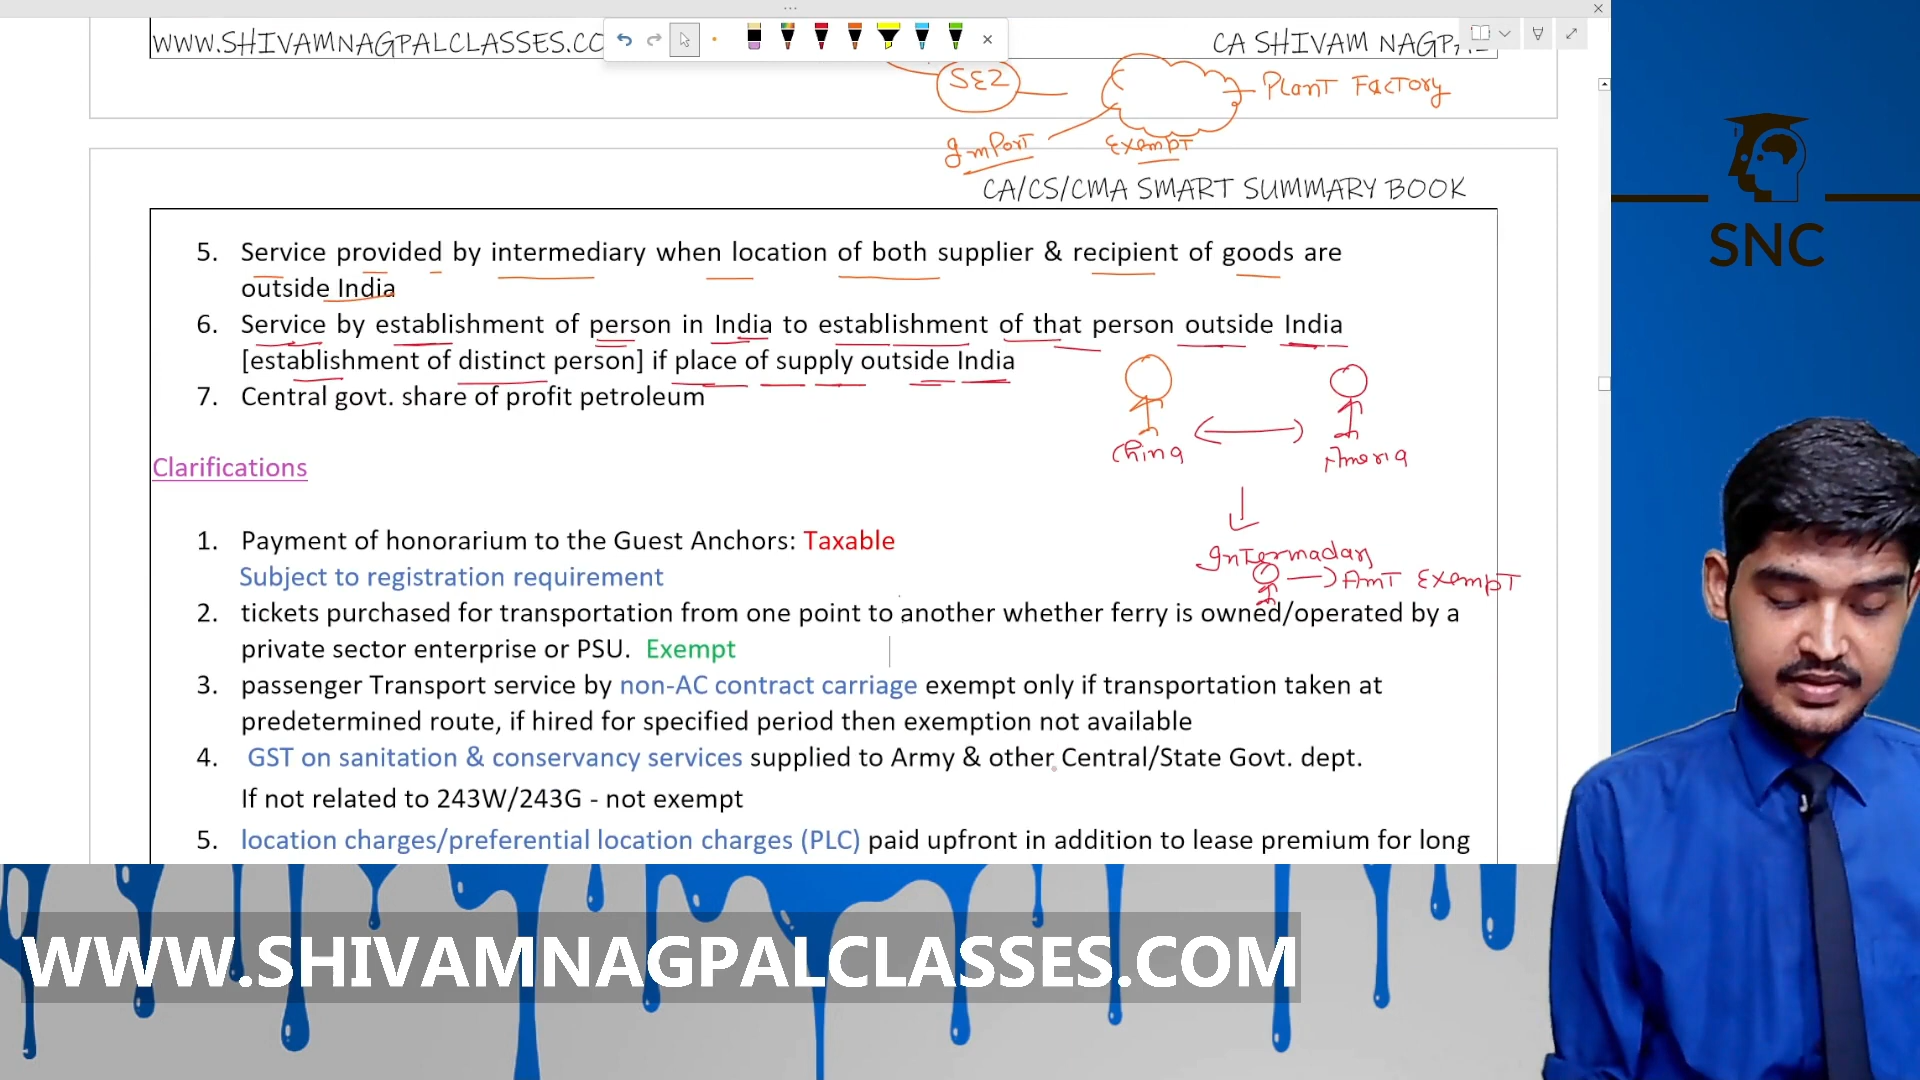 WWW.SHIVAMNAGPALCLASSES.CO
CA SHIVAM NAGPAL
SEZ
Plant Factory
Import
Exempt
CA/CS/CMA SMART SUMMARY BOOK
5. Service provided by intermediary when location of both supplier & recipient of goods are
outside India
6. Service by establishment of person in India to establishment of that person outside India
[establishment of distinct person] if place of supply outside India
7. Central govt. share of profit petroleum
China
Ameria
Clarifications
Intermadary
Amt Exempt
1. Payment of honorarium to the Guest Anchors: Taxable
Subject to registration requirement
2. tickets purchased for transportation from one point to another whether ferry is owned/operated by a
private sector enterprise or PSU. Exempt
3. passenger Transport service by non-AC contract carriage exempt only if transportation taken at
predetermined route, if hired for specified period then exemption not available
4. GST on sanitation & conservancy services supplied to Army & other Central/State Govt. dept.
If not related to 243W/243G - not exempt
5. location charges/preferential location charges (PLC) paid upfront in addition to lease premium for long
SNC
WWW.SHIVAMNAGPALCLASSES.COM